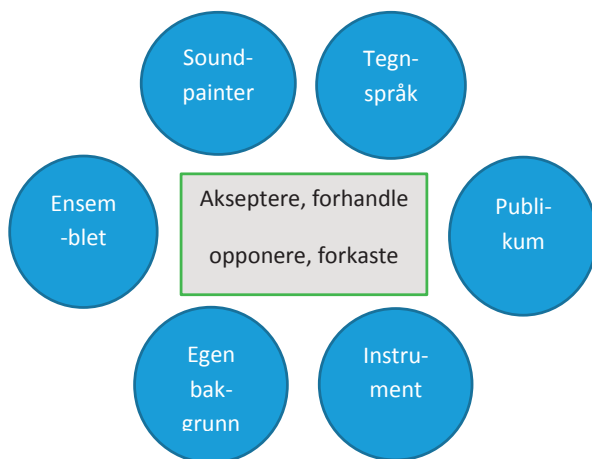 Sound-
painter
Tegn-
språk
Ensem
-blet
Akseptere, forhandle
opponere, forkaste
Publi-
kum
Egen
bak-
grunn
Instru-
ment